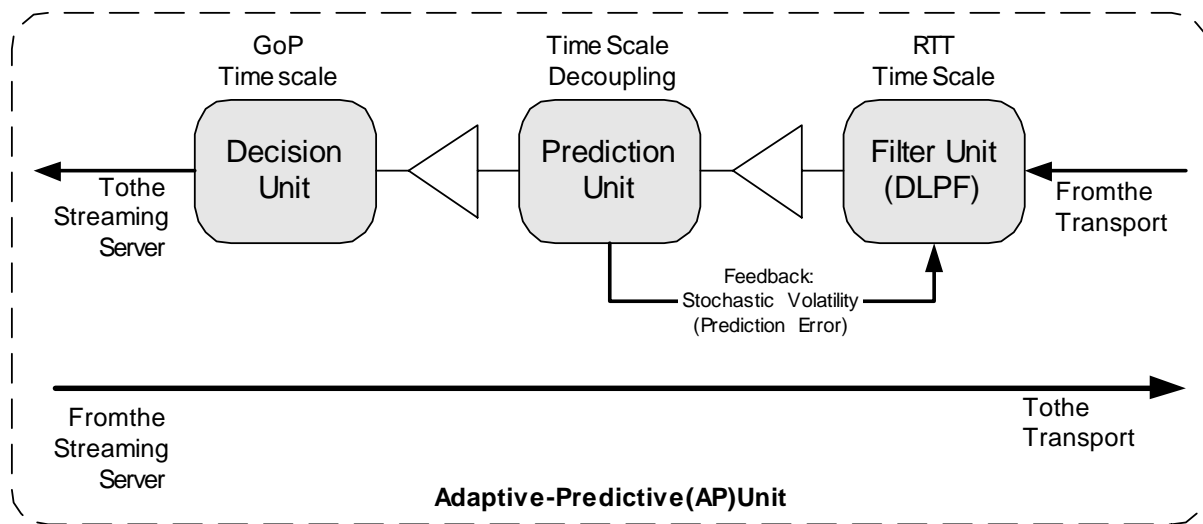 GoP
Time scale
Time Scale
Decoupling
RTT
Time Scale
Decision
Unit
Prediction
Unit
Filter Unit
(DLPF)
Tothe
Streaming
Server
Fromthe
Transport
Feedback:
Stochastic Volatility
(Prediction Error)
Fromthe
Streaming
Server
Tothe
Transport
Adaptive-Predictive(AP)Unit